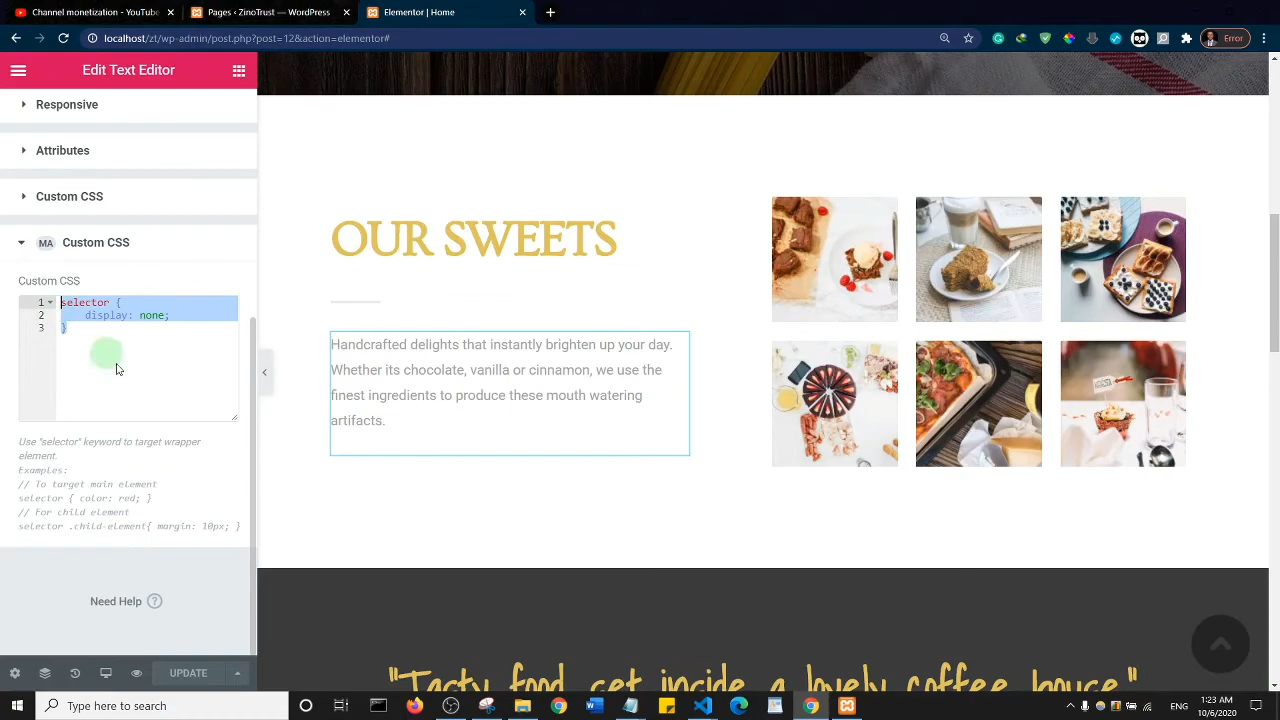 Channel monetization - YouTube
Pages ‹ ZinoTrust — WordPress
Elementor | Home
localhost/zt/wp-admin/post.php?post=12&action=elementor#
Error
Edit Text Editor
Responsive
Attributes
Custom CSS
MA Custom CSS
Custom CSS
1 selector {
2 display: none;
3 }
Use "selector" keyword to target wrapper
element.
Examples:
// To target main element
selector { color: red; }
// For child element
selector .child-element{ margin: 10px; }
Need Help ?
UPDATE
OUR SWEETS
Handcrafted delights that instantly brighten up your day.
Whether its chocolate, vanilla or cinnamon, we use the
finest ingredients to produce these mouth watering
artifacts.
"Tasty food set inside a lovely coffee house"
Type here to search
ENG
1:23 AM
10/6/2020